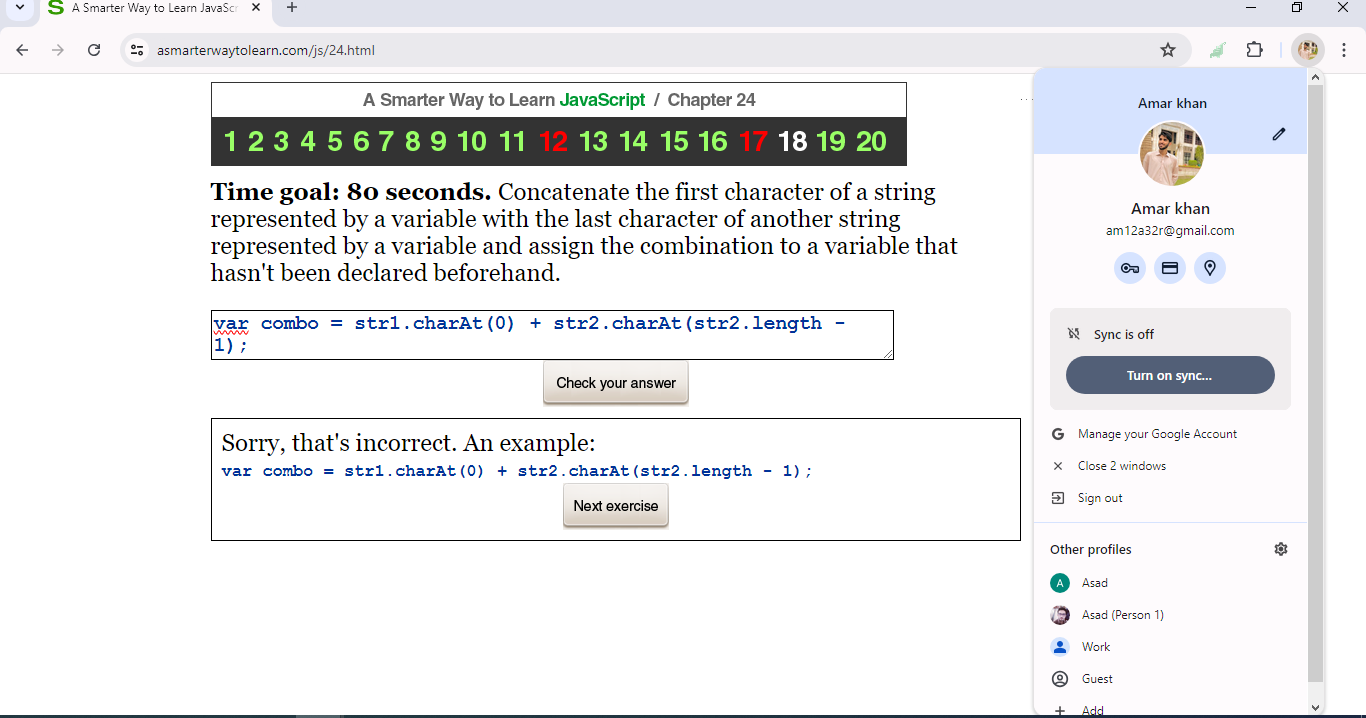 A Smarter Way to Learn JavaSc
asmarterwaytolearn.com/js/24.html
A Smarter Way to Learn JavaScript / Chapter 24
1 2 3 4 5 6 7 8 9 10 11 12 13 14 15 16 17 18 19 20
Time goal: 80 seconds. Concatenate the first character of a string
represented by a variable with the last character of another string
represented by a variable and assign the combination to a variable that
hasn't been declared beforehand.
var combo = str1.charAt(0) + str2.charAt(str2.length -
1);
Check your answer
Sorry, that's incorrect. An example:
var combo = str1.charAt(0) + str2.charAt(str2.length - 1);
Next exercise
Amar khan
Amar khan
am12a32r@gmail.com
Sync is off
Turn on sync...
Manage your Google Account
Close 2 windows
Sign out
Other profiles
A Asad
Asad (Person 1)
Work
Guest
Add